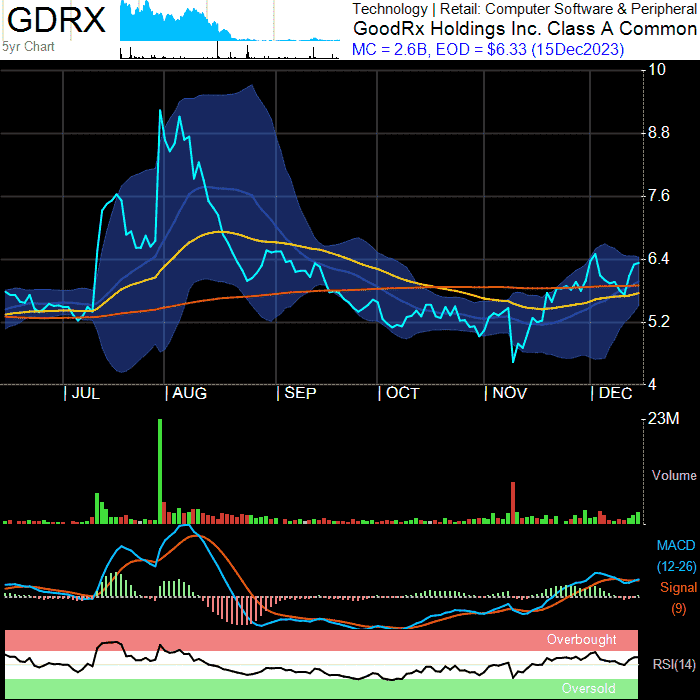 GDRX
5yr Chart
Technology | Retail: Computer Software & Peripheral
GoodRx Holdings Inc. Class A Common
MC = 2.6B, EOD = $6.33 (15Dec2023)
10
8.8
7.6
6.4
5.2
4
JUL AUG SEP OCT NOV DEC
23M
Volume
MACD
(12-26)
Signal
(9)
Overbought
RSI(14)
Oversold